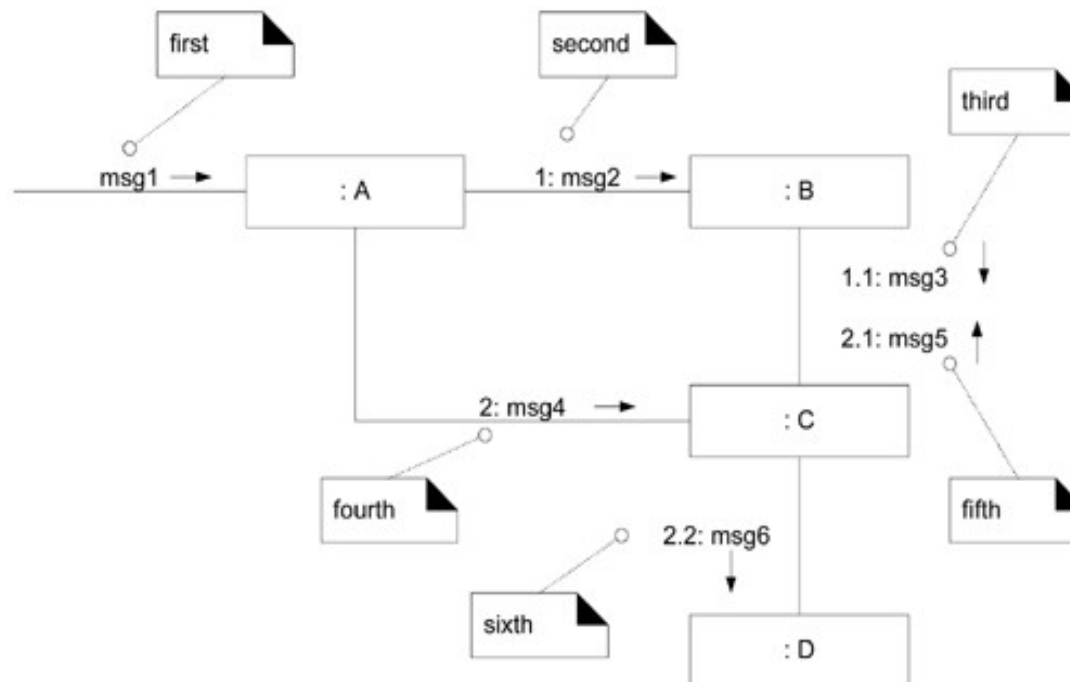 first
second
third
msg1
: A
1: msg2
: B
1.1: msg3
2.1: msg5
2: msg4
: C
fourth
fifth
2.2: msg6
sixth
: D